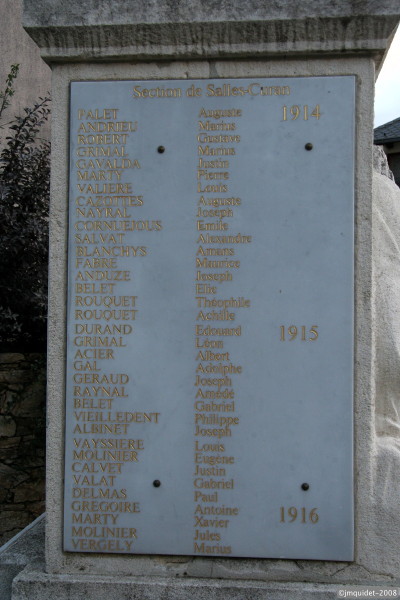 Section de Salles-Curan
PALET Auguste 1914
ANDRIEU Marius
ROBERT Gustave
GRIMAL Marius
GAVALDA Justin
MARTY Pierre
VALIERE Louis
CAZOTTES Auguste
NAYRAL Joseph
CORNUEJOUS Emile
SALVAT Alexandre
BLANCHYS Amans
FABRE Maurice
ANDUZE Joseph
BELET Elie
ROUQUET Théophile
ROUQUET Achille
DURAND Edouard 1915
GRIMAL Léon
ACIER Albert
GAL Adolphe
GERAUD Joseph
RAYNAL Amédé
BELET Gabriel
VIEILLEDENT Philippe
ALBINET Joseph
VAYSSIERE Louis
MOLINIER Eugène
CALVET Justin
VALAT Gabriel
DELMAS Paul
GREGOIRE Antoine 1916
MARTY Xavier
MOLINIER Jules
VERGELY Marius
©jmquidet-2008